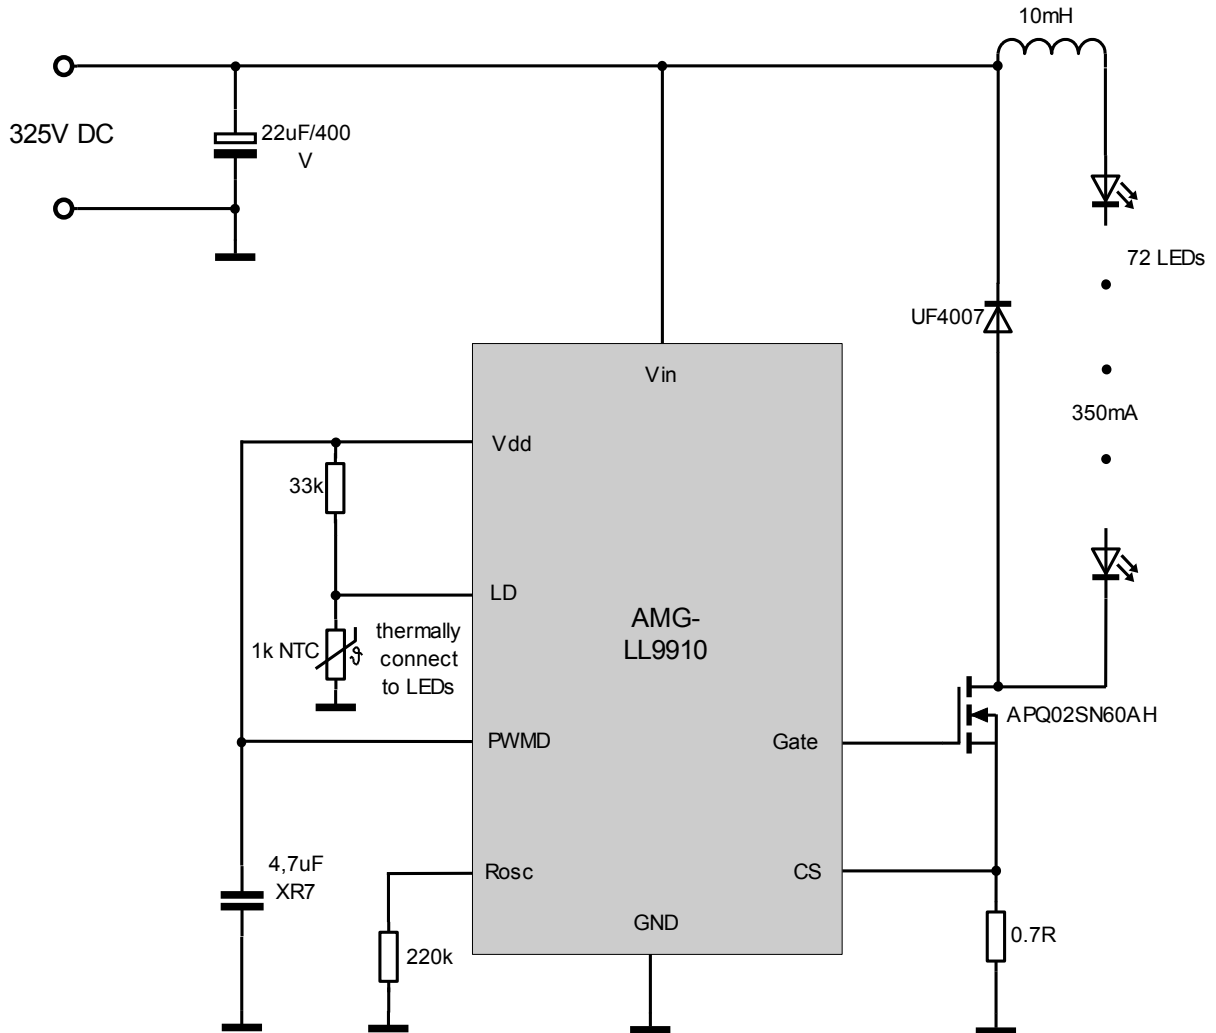 10mH
325V DC
22uF/400
V
72 LEDs
UF4007
Vin
350mA
Vdd
33k
LD
AMG-
LL9910
1k NTC
ϑ
thermally
connect
to LEDs
APQ02SN60AH
PWMD
Gate
4,7uF
XR7
Rosc
CS
GND
220k
0.7R